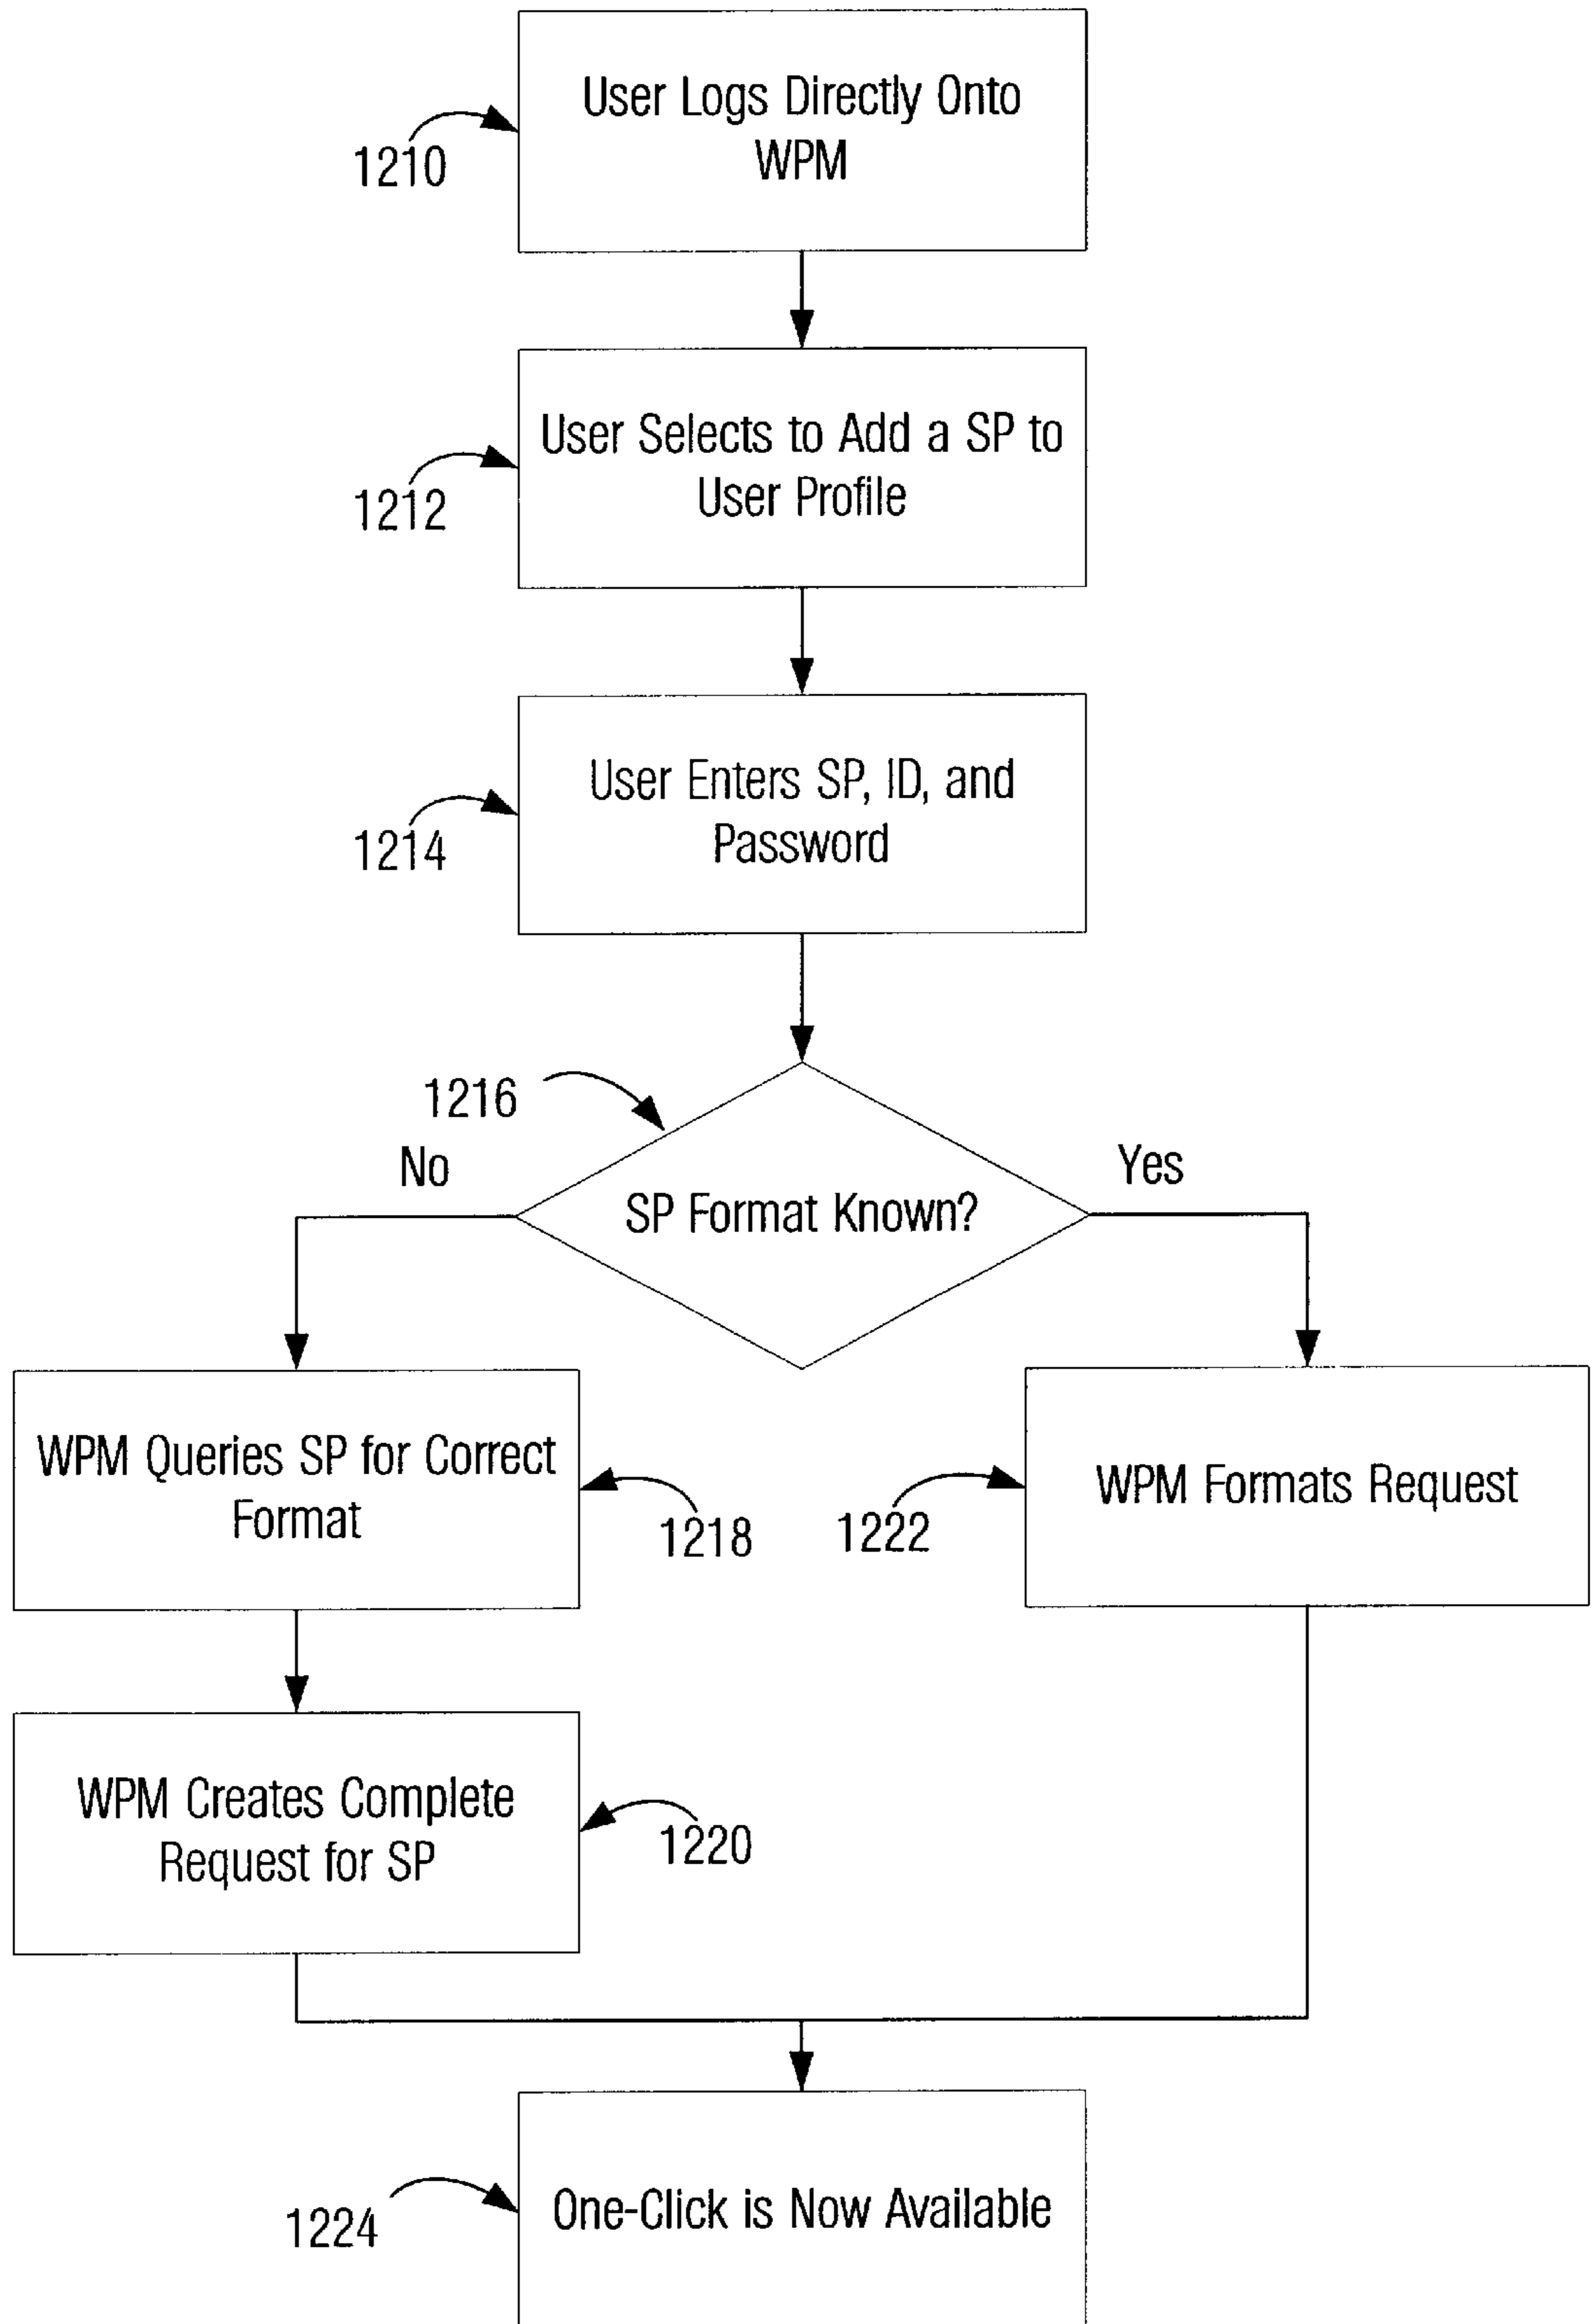 User Logs Directly Onto
WPM
1210
User Selects to Add a SP to
User Profile
1212
User Enters SP, ID, and
Password
1214
1216
No
Yes
SP Format Known?
WPM Queries SP for Correct
Format
1218
1222
WPM Formats Request
WPM Creates Complete
Request for SP
1220
One-Click is Now Available
1224